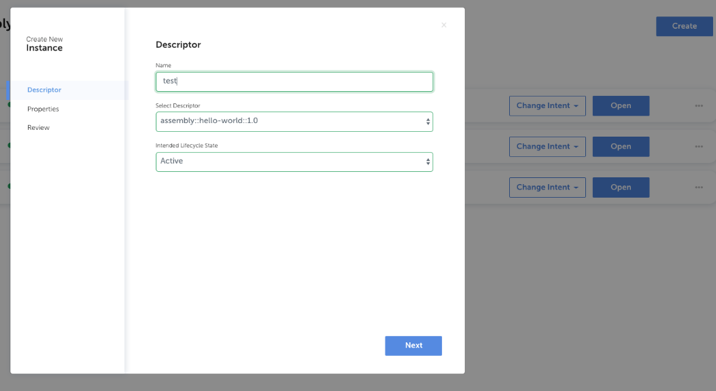 Create New
Instance
Descriptor
Properties
Review
Descriptor
Name
test
Select Descriptor
assembly::hello-world::1.0
Intended Lifecycle State
Active
Next
Create
Change Intent
Open
Change Intent
Open
Change Intent
Open